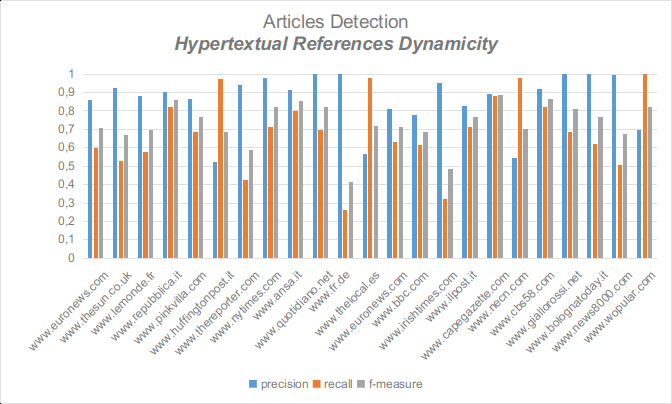 Articles Detection
Hypertextual References Dynamicity
1
0,9
0,8
0,7
0,6
0,5
0,4
0,3
0,2
0,1
0
www.euronews.com
www.thesun.co.uk
www.lemonde.fr
www.repubblica.it
www.pinkvilla.com
www.huffingtonpost.it
www.thereporter.com
www.nytimes.com
www.ansa.it
www.quotidiano.net
www.fr.de
www.thelocal.es
www.euronews.com
www.bbc.com
www.irishtimes.com
www.ilpost.it
www.capegazette.com
www.necn.com
www.cbs58.com
www.giallorossi.net
www.bolognatoday.it
www.news8000.com
www.wopular.com
precision recall f-measure